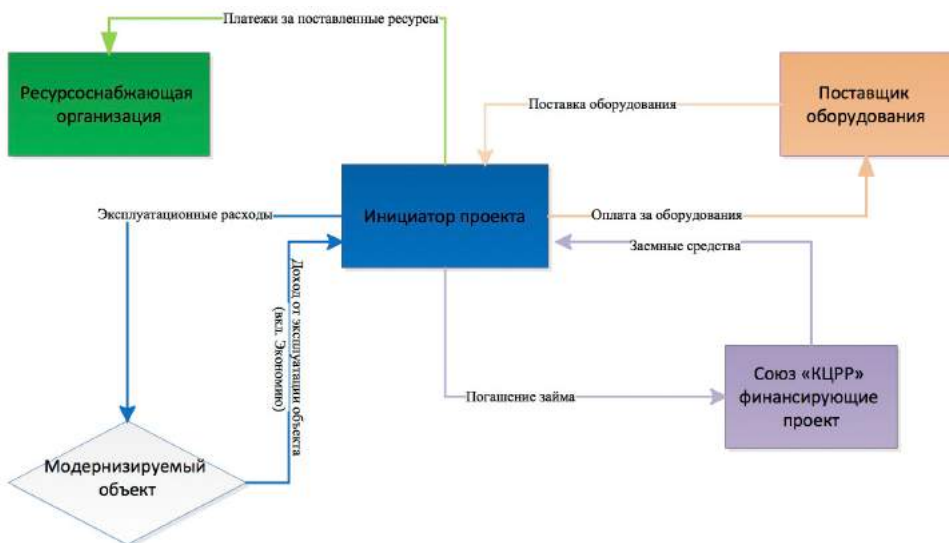 Платежи за поставленные ресурсы
Ресурсоснабжающая
организация
Поставка оборудования
Поставщик
оборудования
Инициатор проекта
Эксплуатационные расходы
Оплата за оборудования
Заемные средства
Доход от эксплуатации объекта
(вкл. Экономию)
Погашение займа
Союз «КЦРР»
финансирующие
проект
Модернизируемый
объект